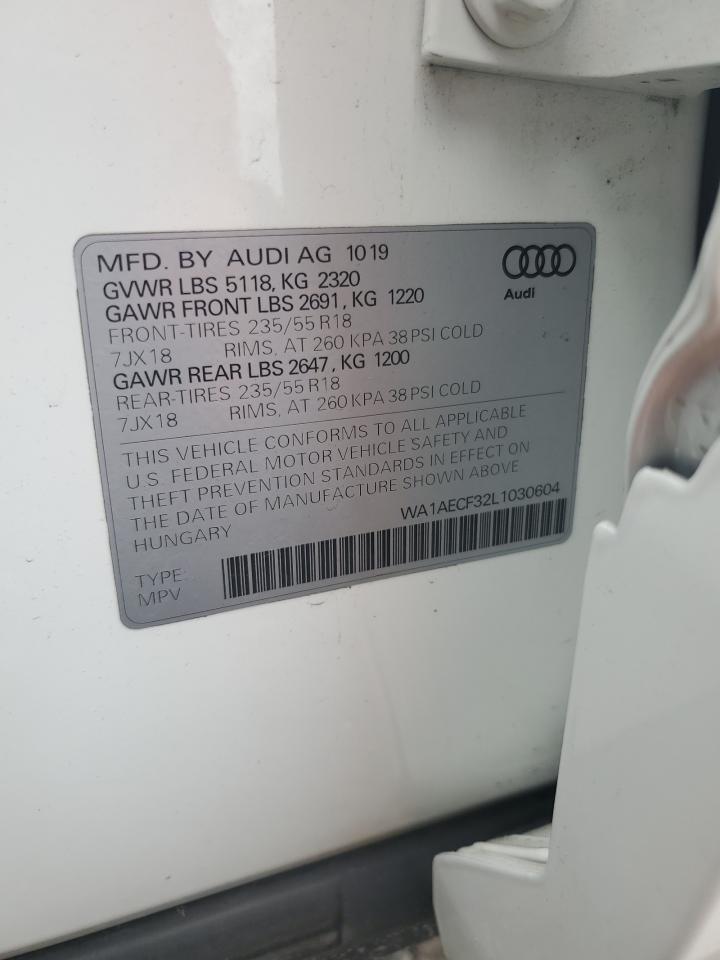 MFD. BY AUDI AG 1019
GVWR LBS 5118, KG 2320
GAWR FRONT LBS 2691, KG 1220
FRONT-TIRES 235/55 R18
7JX18 RIMS, AT 260 KPA 38 PSI COLD
GAWR REAR LBS 2647, KG 1200
REAR-TIRES 235/55 R18
7JX18 RIMS, AT 260 KPA 38 PSI COLD
THIS VEHICLE CONFORMS TO ALL APPLICABLE
U.S. FEDERAL MOTOR VEHICLE SAFETY AND
THEFT PREVENTION STANDARDS IN EFFECT ON
THE DATE OF MANUFACTURE SHOWN ABOVE
HUNGARY
WA1AECF32L1030604
TYPE:
MPV
Audi